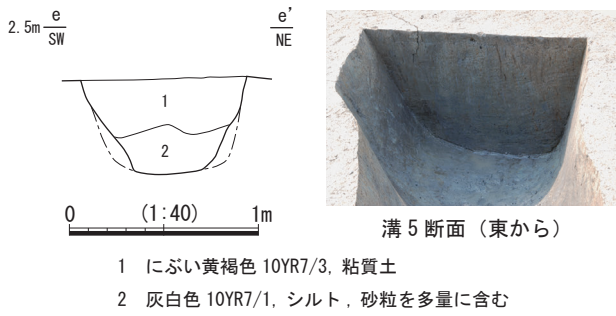 2.5m e e’
SW NE
1
2
0 (1:40) 1m
溝5断面（東から）
1 にぶい黄褐色 10YR7/3, 粘質土
2 灰白色 10YR7/1, シルト, 砂粒を多量に含む